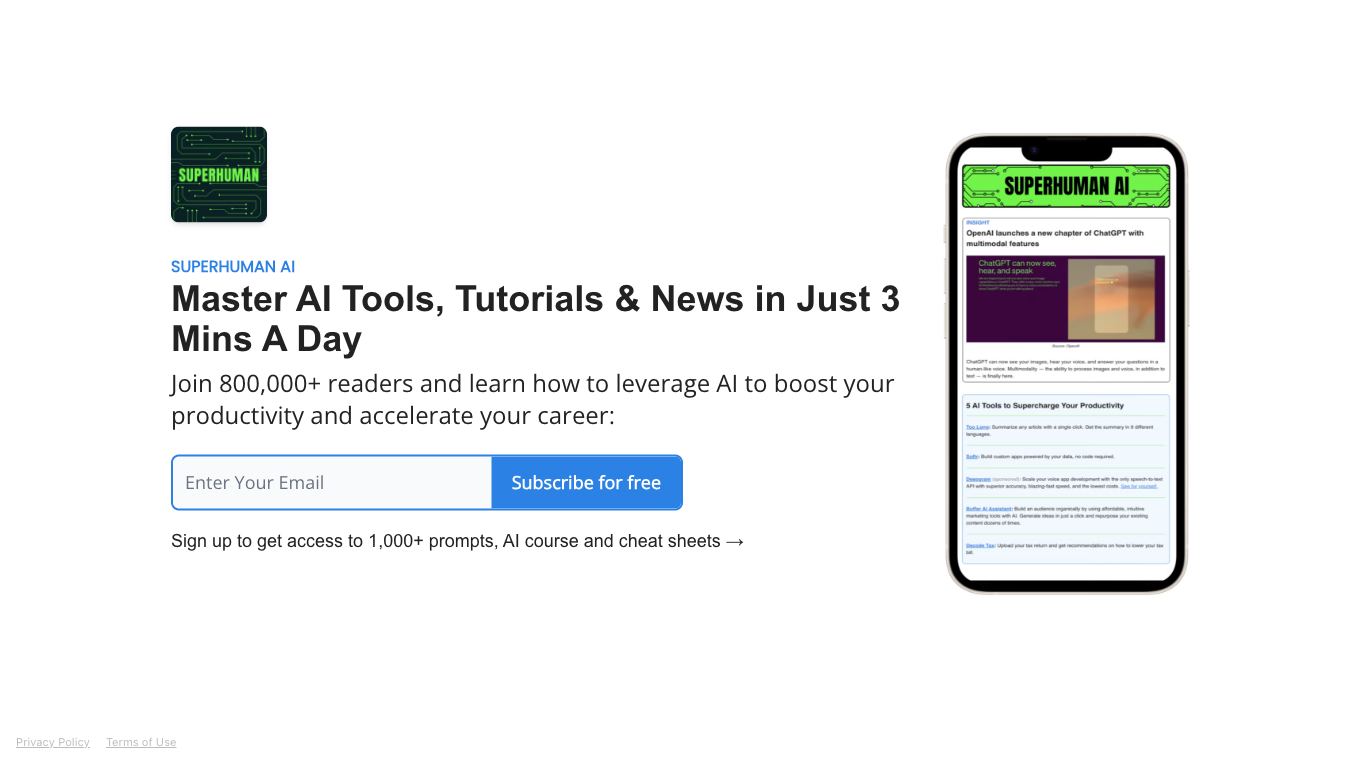 SUPERHUMAN
SUPERHUMAN AI
Master AI Tools, Tutorials & News in Just 3
Mins A Day
Join 800,000+ readers and learn how to leverage AI to boost your
productivity and accelerate your career:
Enter Your Email
Subscribe for free
Sign up to get access to 1,000+ prompts, AI course and cheat sheets →
SUPERHUMAN AI
INSIGHT
OpenAI launches a new chapter of ChatGPT with
multimodal features
ChatGPT can now see,
hear, and speak
Source: OpenAI
ChatGPT can now see your images, hear your voice, and answer your questions in a
human-like voice. Multimodality — the ability to process images and voice, in addition to
text — is finally here.
5 AI Tools to Supercharge Your Productivity
Too Long: Summarize any article with a single click. Get the summary in 8 different
languages.
Softr: Build custom apps powered by your data, no code required.
Deepgram (sponsored): Scale your voice app development with the only speech-to-text
API with superior accuracy, blazing-fast speed, and the lowest costs. See for yourself.
Buffer AI Assistant: Build an audience organically by using affordable, intuitive
marketing tools with AI. Generate ideas in just a click and repurpose your existing
content dozens of times.
Decode Tax: Upload your tax return and get recommendations on how to lower your tax
bill.
Privacy Policy
Terms of Use